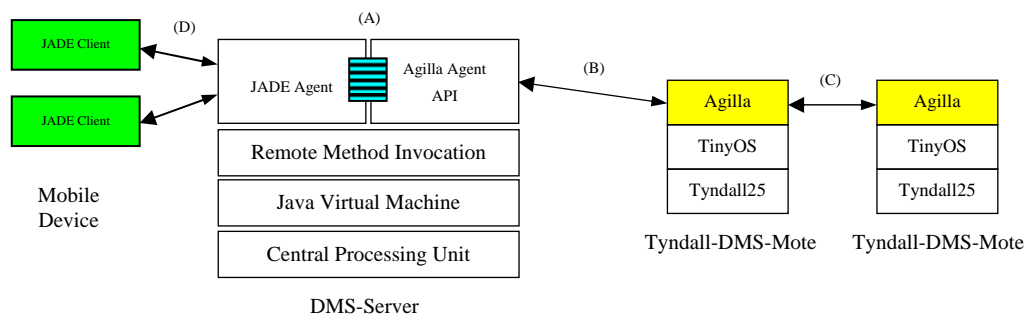 (D)
(A)
JADE Client
JADE Agent
Agilla Agent
API
(B)
(C)
JADE Client
Agilla
Agilla
Remote Method Invocation
TinyOS
TinyOS
Mobile
Device
Java Virtual Machine
Tyndall25
Tyndall25
Central Processing Unit
Tyndall-DMS-Mote
Tyndall-DMS-Mote
DMS-Server